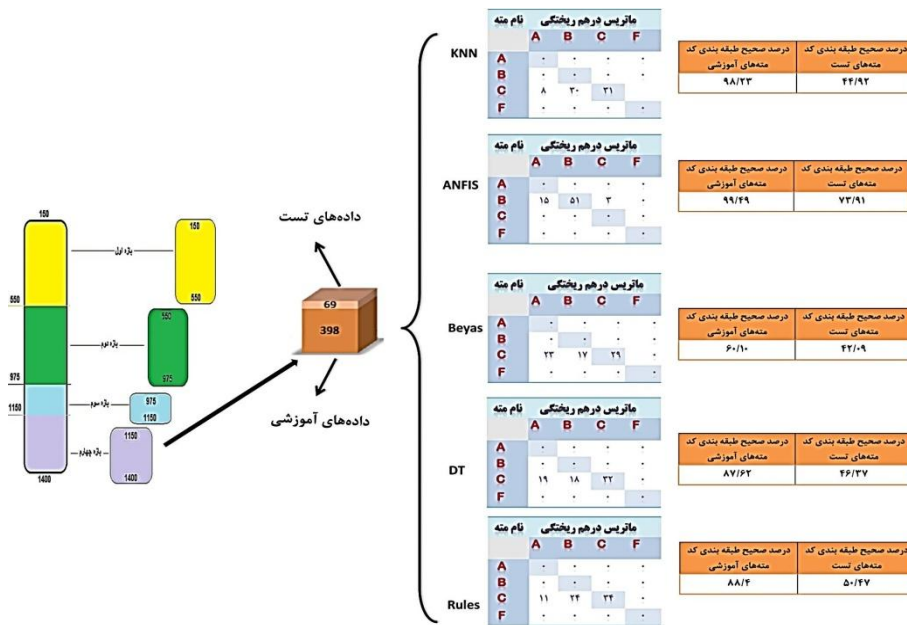 150
550
975
1150
1400
بازه اول
بازه دوم
بازه سوم
بازه چهارم
150
550
550
975
975
1150
1150
1400
داده‌های تست
69
398
داده‌های آموزشی
KNN
نام مته ماتریس درهم ریختگی
A B C F
A ۰ ۰ ۰ ۰
B ۰ ۰ ۰ ۰
C ۸ ۳۰ ۳۱ ۰
F ۰ ۰ ۰ ۰
درصد صحیح طبقه بندی کد مته‌های آموزشی
درصد صحیح طبقه بندی کد مته‌های تست
۹۸/۲۳ ۴۴/۹۲
ANFIS
نام مته ماتریس درهم ریختگی
A B C F
A ۰ ۰ ۰ ۰
B ۱۵ ۵۱ ۳ ۰
C ۰ ۰ ۰ ۰
F ۰ ۰ ۰ ۰
درصد صحیح طبقه بندی کد مته‌های آموزشی
درصد صحیح طبقه بندی کد مته‌های تست
۹۹/۴۹ ۷۳/۹۱
Beyas
نام مته ماتریس درهم ریختگی
A B C F
A ۰ ۰ ۰ ۰
B ۰ ۰ ۰ ۰
C ۲۳ ۱۷ ۲۹ ۰
F ۰ ۰ ۰ ۰
درصد صحیح طبقه بندی کد مته‌های آموزشی
درصد صحیح طبقه بندی کد مته‌های تست
۶۰/۱۰ ۴۲/۰۹
DT
نام مته ماتریس درهم ریختگی
A B C F
A ۰ ۰ ۰ ۰
B ۰ ۰ ۰ ۰
C ۱۹ ۱۸ ۳۲ ۰
F ۰ ۰ ۰ ۰
درصد صحیح طبقه بندی کد مته‌های آموزشی
درصد صحیح طبقه بندی کد مته‌های تست
۸۷/۶۲ ۴۶/۳۷
Rules
نام مته ماتریس درهم ریختگی
A B C F
A ۰ ۰ ۰ ۰
B ۰ ۰ ۰ ۰
C ۱۱ ۲۴ ۳۴ ۰
F ۰ ۰ ۰ ۰
درصد صحیح طبقه بندی کد مته‌های آموزشی
درصد صحیح طبقه بندی کد مته‌های تست
۸۸/۴ ۵۰/۴۷